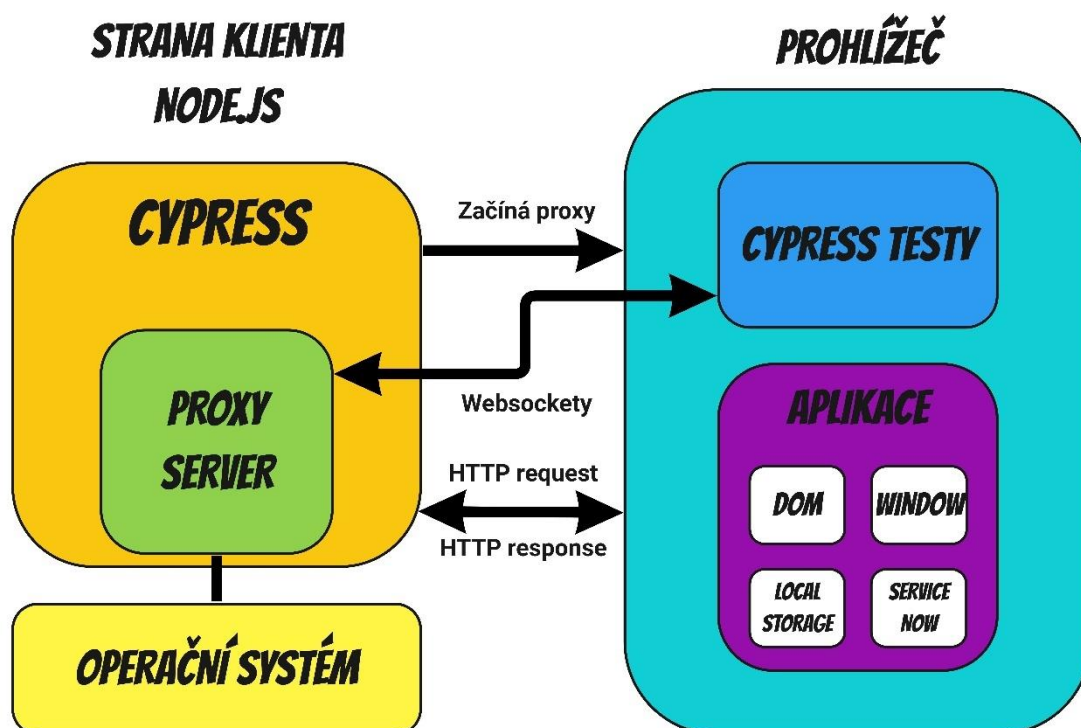 STRANA KLIENTA
NODE.JS
PROHLÍŽEČ
CYPRESS
PROXY
SERVER
OPERAČNÍ SYSTÉM
Začíná proxy
Websockety
HTTP request
HTTP response
CYPRESS TESTY
APLIKACE
DOM
WINDOW
LOCAL
STORAGE
SERVICE
NOW